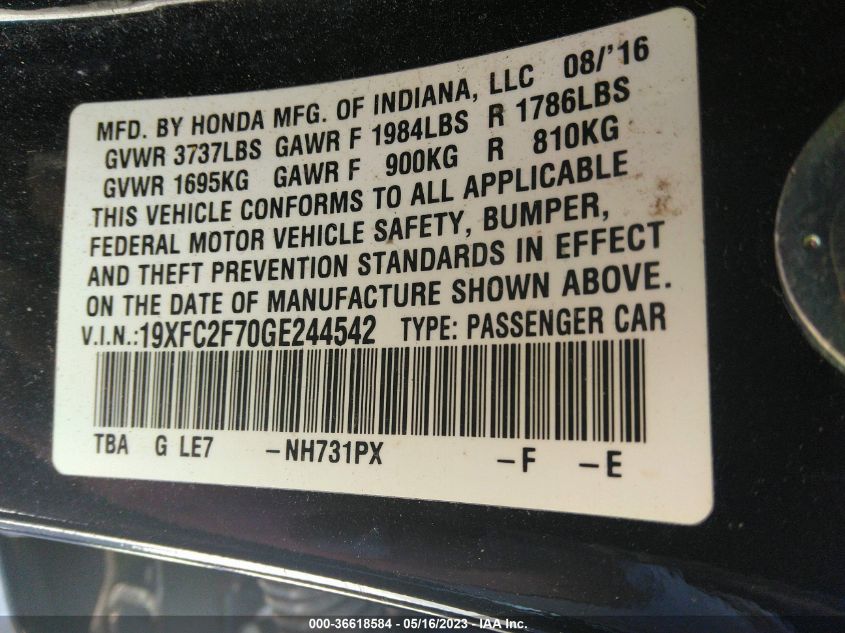 MFD. BY HONDA MFG. OF INDIANA, LLC 08/'16
GVWR 3737LBS GAWR F 1984LBS R 1786LBS
GVWR 1695KG GAWR F 900KG R 810KG
THIS VEHICLE CONFORMS TO ALL APPLICABLE
FEDERAL MOTOR VEHICLE SAFETY, BUMPER,
AND THEFT PREVENTION STANDARDS IN EFFECT
ON THE DATE OF MANUFACTURE SHOWN ABOVE.
V.I.N.:19XFC2F70GE244542 TYPE: PASSENGER CAR
TBA G LE7 -NH731PX -F -E
000-36618584 - 05/16/2023 - IAA Inc.